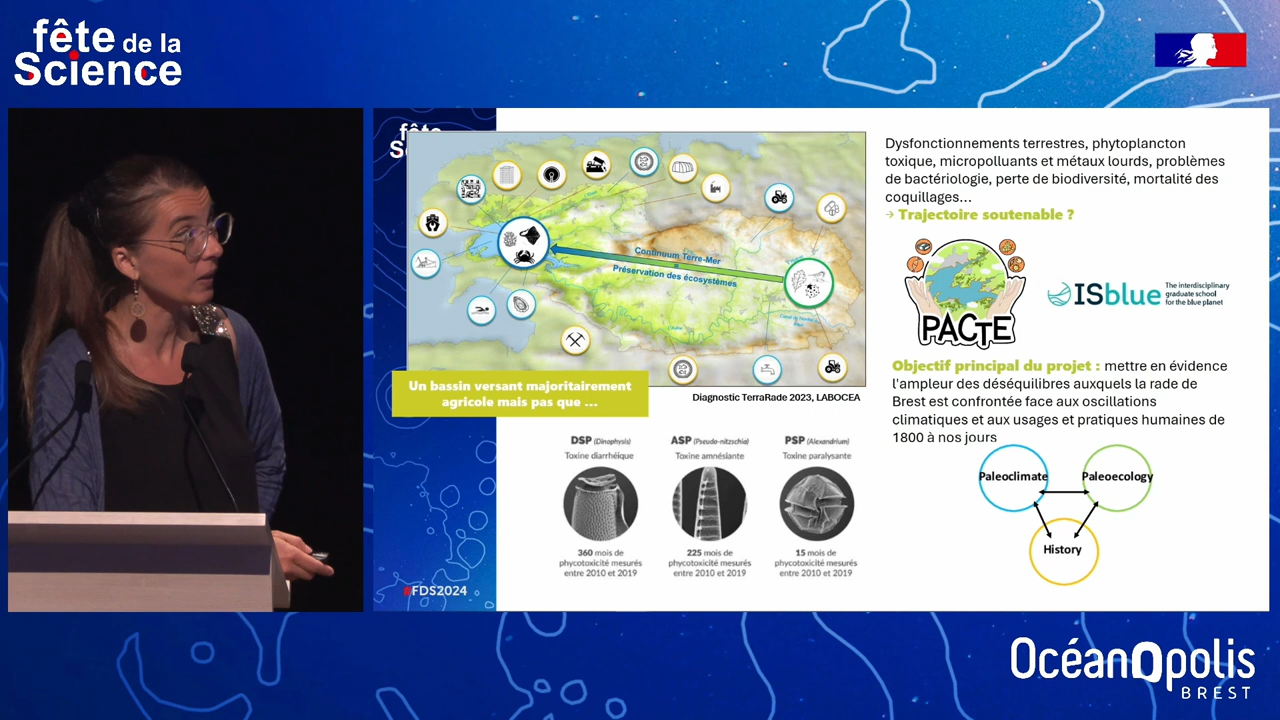 fête de la
Science
fête
Continuum Terre-Mer
=
Préservation des écosystèmes
Un bassin versant majoritairement
agricole mais pas que ...
Diagnostic TerraRade 2023, LABOCEA
DSP (Dinophysis)
Toxine diarrhéique
360 mois de
phycotoxicité mesurés
entre 2010 et 2019
ASP (Pseudo-nitzschia)
Toxine amnésiante
225 mois de
phycotoxicité mesurés
entre 2010 et 2019
PSP (Alexandrium)
Toxine paralysante
15 mois de
phycotoxicité mesurés
entre 2010 et 2019
Dysfonctionnements terrestres, phytoplancton
toxique, micropolluants et métaux lourds, problèmes
de bactériologie, perte de biodiversité, mortalité des
coquillages...
→ Trajectoire soutenable ?
PACTE
ISblue
The interdisciplinary
graduate school
for the blue planet
Objectif principal du projet : mettre en évidence
l'ampleur des déséquilibres auxquels la rade de
Brest est confrontée face aux oscillations
climatiques et aux usages et pratiques humaines de
1800 à nos jours
Paleoclimate
Paleoecology
History
#FDS2024
OcéanOpolis
BREST